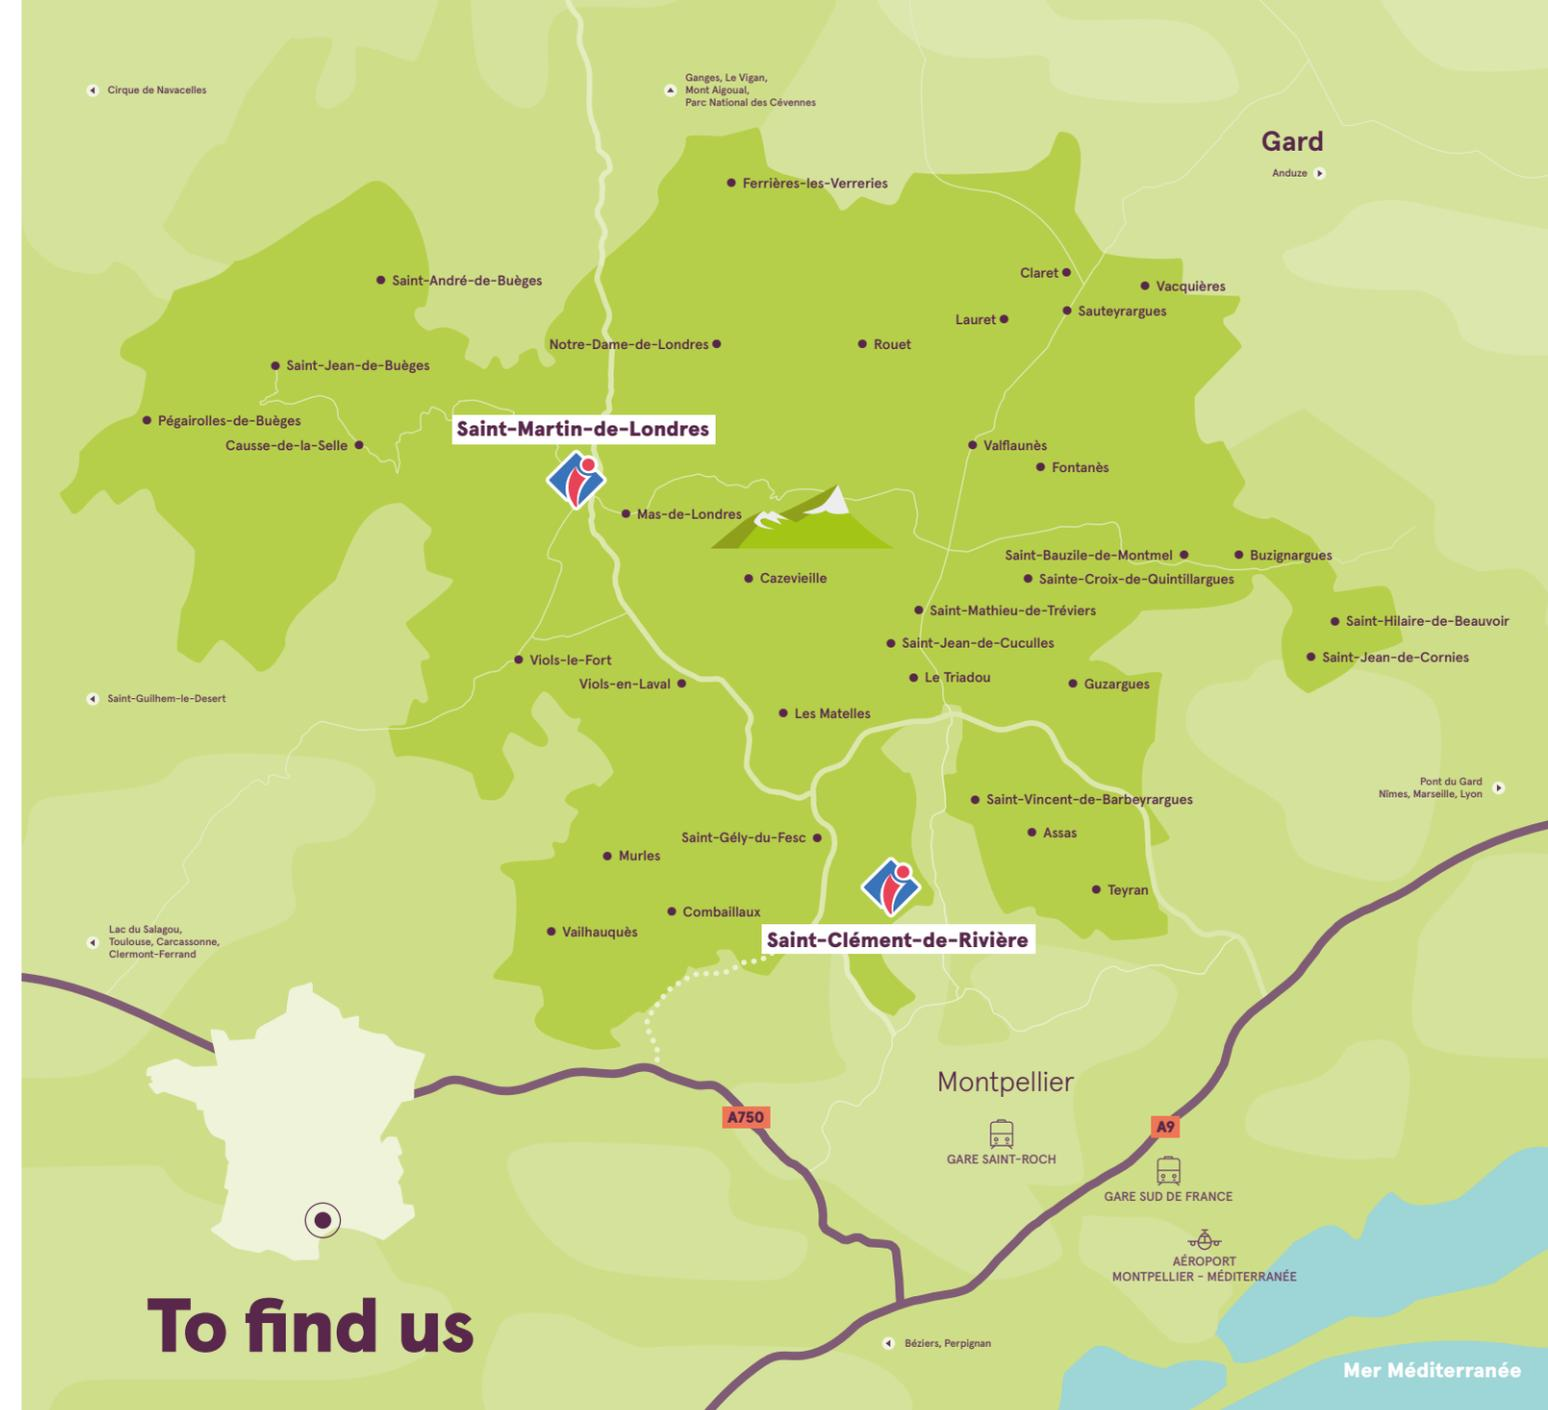 Ganges, Le Vigan,
Cirque de Navacelles
Mont Aigoual,
Parc National des Cévennes
Gard
Anduze
Ferrières-les-Verreries
Claret
Saint-André-de-Buèges
Vacquières
Sauteyrargues
Lauret
Notre-Dame-de-Londres
Rouet
Saint-Jean-de-Buèges
Pégairolles-de-Buèges
Saint-Martin-de-Londres
Causse-de-la-Selle
Valflaunès
Fontanès
Mas-de-Londres
Saint-Bauzile-de-Montmel
Buzignargues
Cazevieille
Sainte-Croix-de-Quintillargues
Saint-Mathieu-de-Tréviers
Saint-Hilaire-de-Beauvoir
Saint-Jean-de-Cuculles
Saint-Jean-de-Cornies
Viols-le-Fort
Le Triadou
Viols-en-Laval
Guzargues
Saint-Guilhem-le-Desert
Les Matelles
Pont du Gard
Nîmes, Marseille, Lyon
Saint-Vincent-de-Barbeyrargues
Assas
Saint-Gély-du-Fesc
Murles
Teyran
Combaillaux
Vailhauquès
Saint-Clément-de-Rivière
Lac du Salagou,
Toulouse, Carcassonne,
Clermont-Ferrand
Montpellier
A750
A9
GARE SAINT-ROCH
GARE SUD DE FRANCE
AÉROPORT
MONTPELLIER - MÉDITERRANÉE
To find us
Béziers, Perpignan
Mer Méditerranée